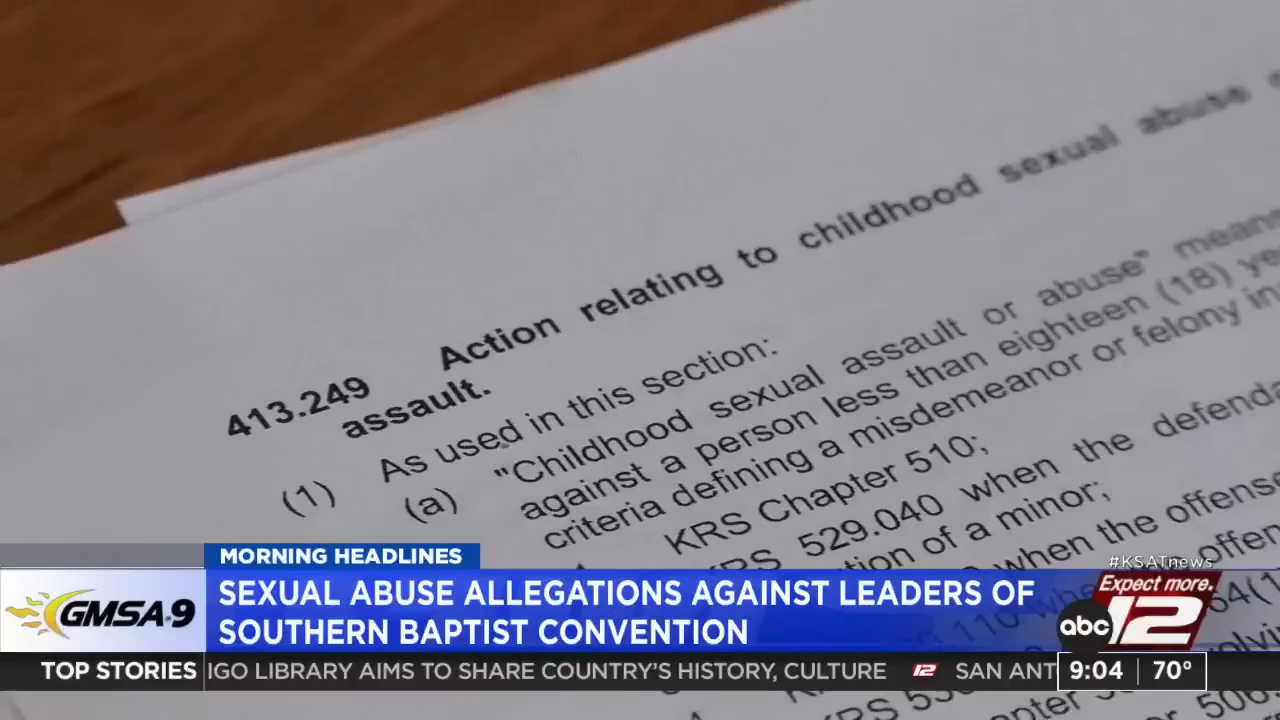 413.249 Action relating to childhood sexual abuse
assault.
(1) As used in this section:
(a) "Childhood sexual assault or abuse" means
against a person less than eighteen (18)
criteria defining a misdemeanor or felony in
KRS Chapter 510;
529.040 when the
of a minor;
when the
110
MORNING HEADLINES
#KSATnews
GMSA@9
SEXUAL ABUSE ALLEGATIONS AGAINST LEADERS OF
SOUTHERN BAPTIST CONVENTION
Expect more.
abc 12
TOP STORIES
IGO LIBRARY AIMS TO SHARE COUNTRY'S HISTORY, CULTURE 12 SAN ANT
9:04 70°